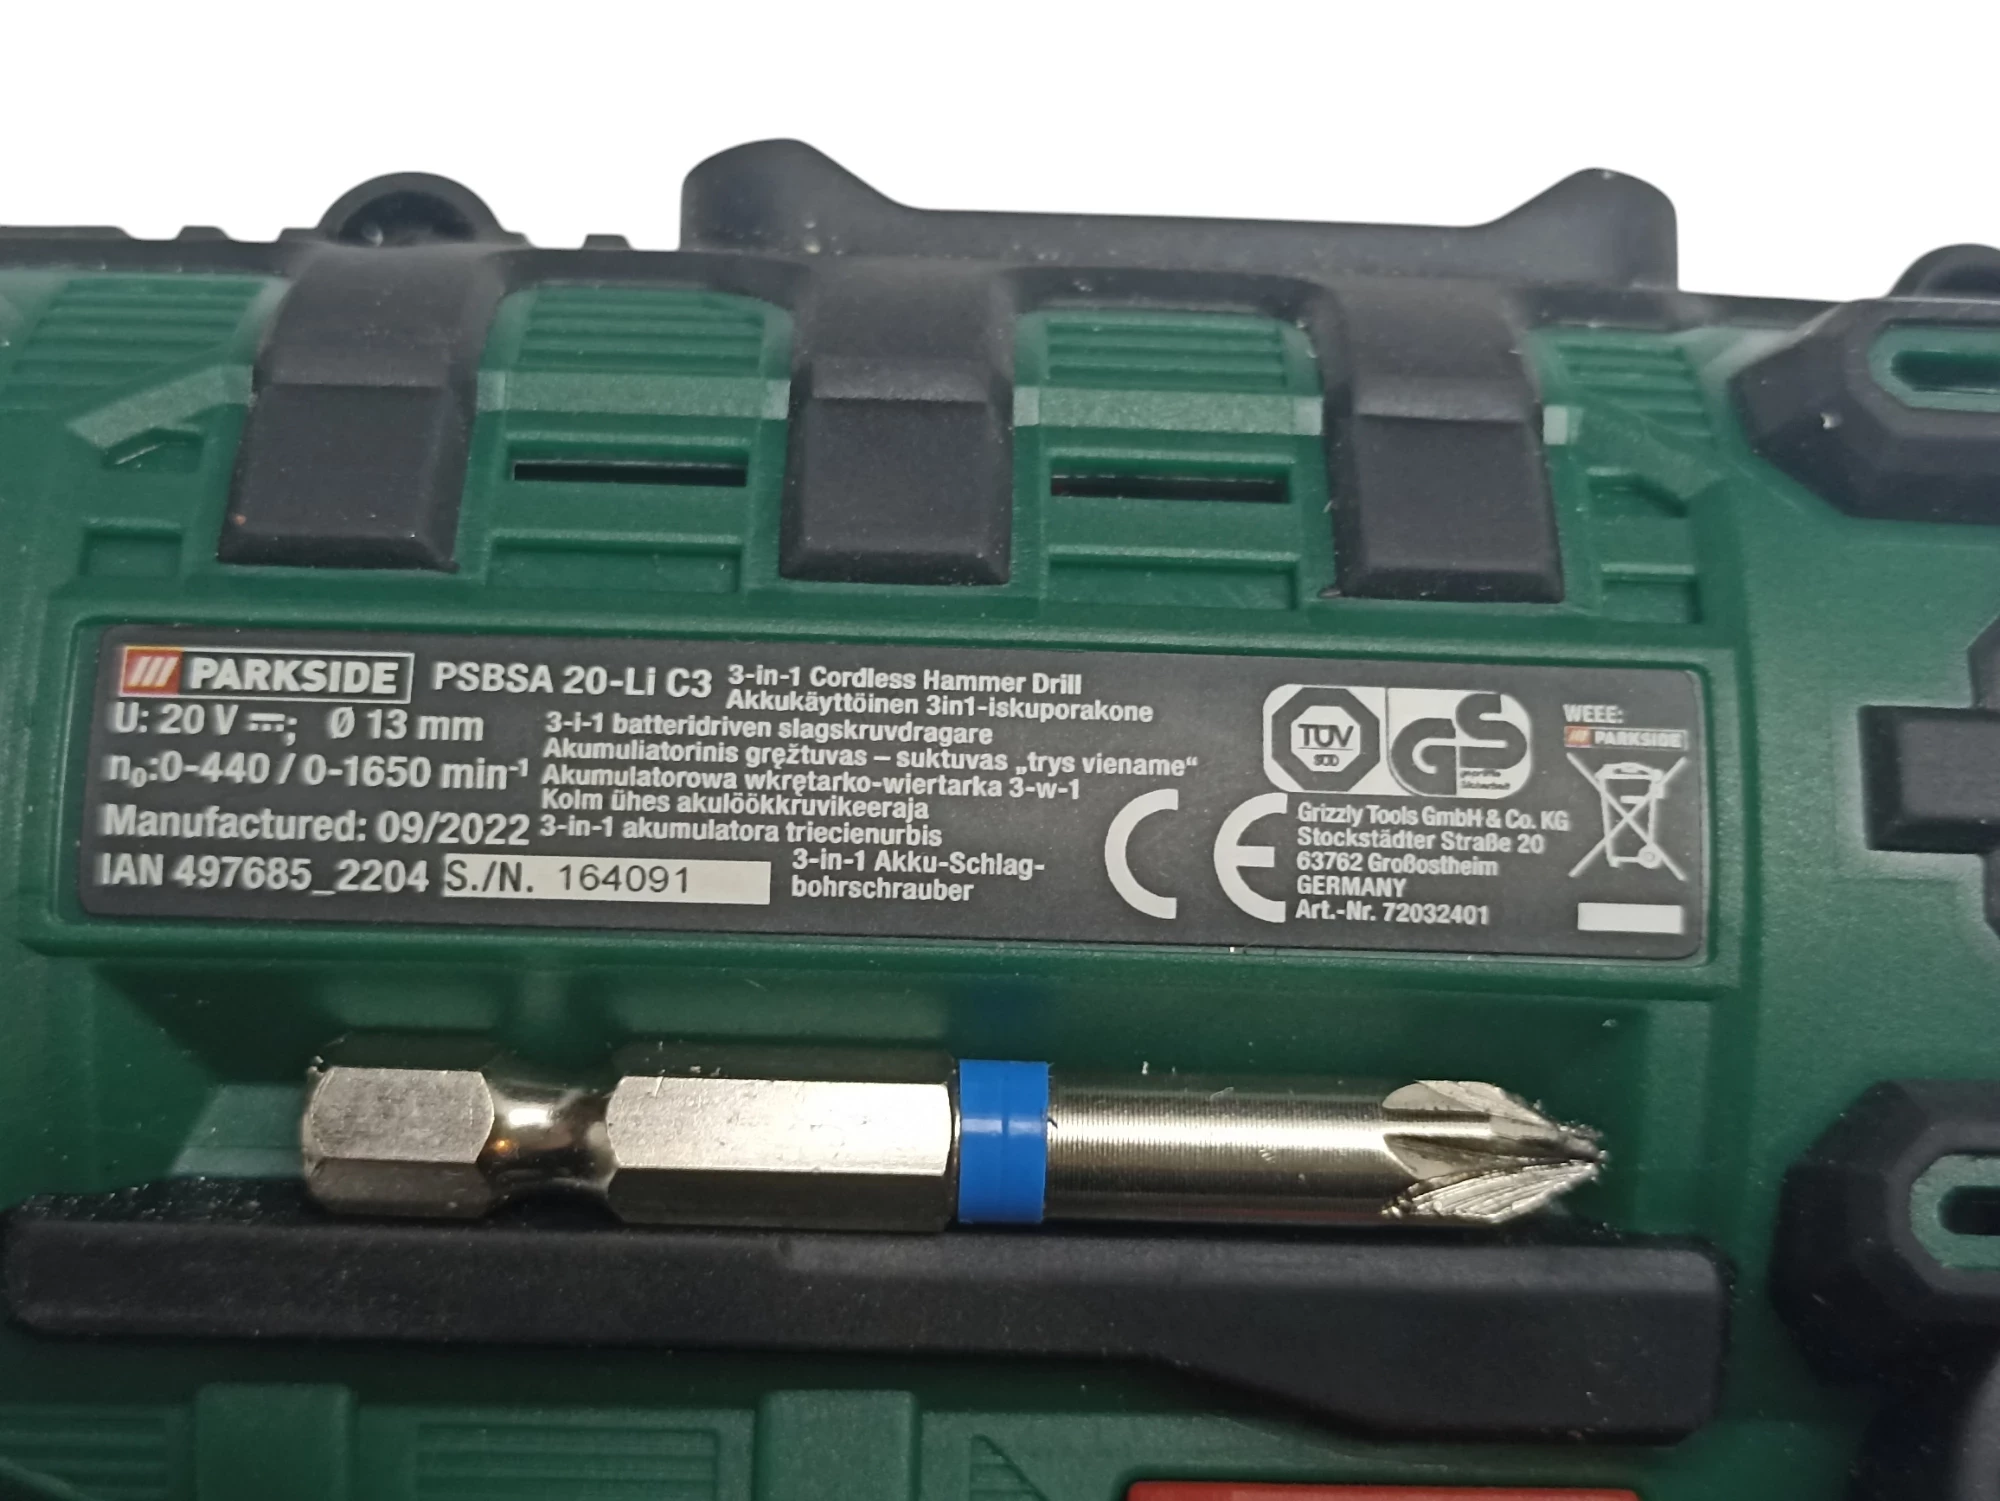 PARKSIDE PSBSA 20-Li C3 3-in-1 Cordless Hammer Drill
Akkukäyttöinen 3in1-iskuporakone
U: 20 V ⎓; Ø 13 mm
3-i-1 batteridriven slagskruvdragare
Akumuliatorinis gręžtuvas – suktuvas „trys viename“
n₀:0-440 / 0-1650 min⁻¹
Akumulatorowa wkrętarko-wiertarka 3-w-1
Kolm ühes akulöökkruvikeeraja
Manufactured: 09/2022
3-in-1 akumulatora triecienurbis
IAN 497685_2204 S./N. 164091
3-in-1 Akku-Schlag-
bohrschrauber
TÜV
SÜD
GS
CE
Grizzly Tools GmbH & Co. KG
Stockstädter Straße 20
63762 Großostheim
GERMANY
Art.-Nr. 72032401
WEEE:
PARKSIDE